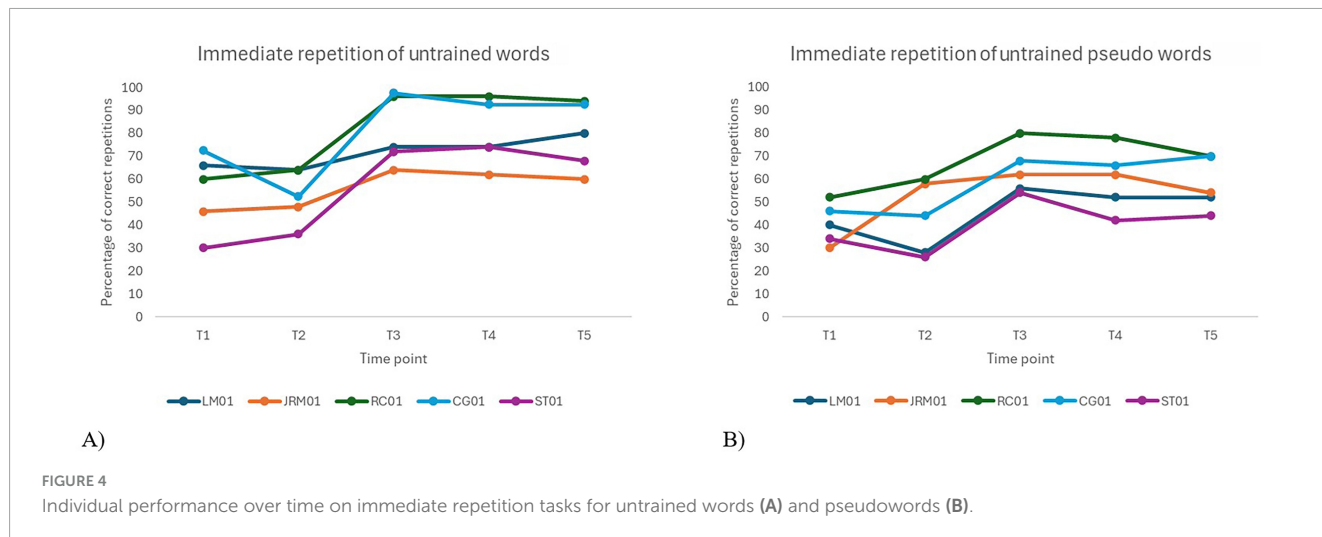 Immediate repetition of untrained words
Percentage of correct repetitions
100
90
80
70
60
50
40
30
20
10
0
T1 T2 T3 T4 T5
Time point
LM01 JRM01 RC01 CG01 ST01
A)
Immediate repetition of untrained pseudo words
Percentage of correct repetitions
100
90
80
70
60
50
40
30
20
10
0
T1 T2 T3 T4 T5
Time point
LM01 JRM01 RC01 CG01 ST01
B)
FIGURE 4
Individual performance over time on immediate repetition tasks for untrained words (A) and pseudowords (B).